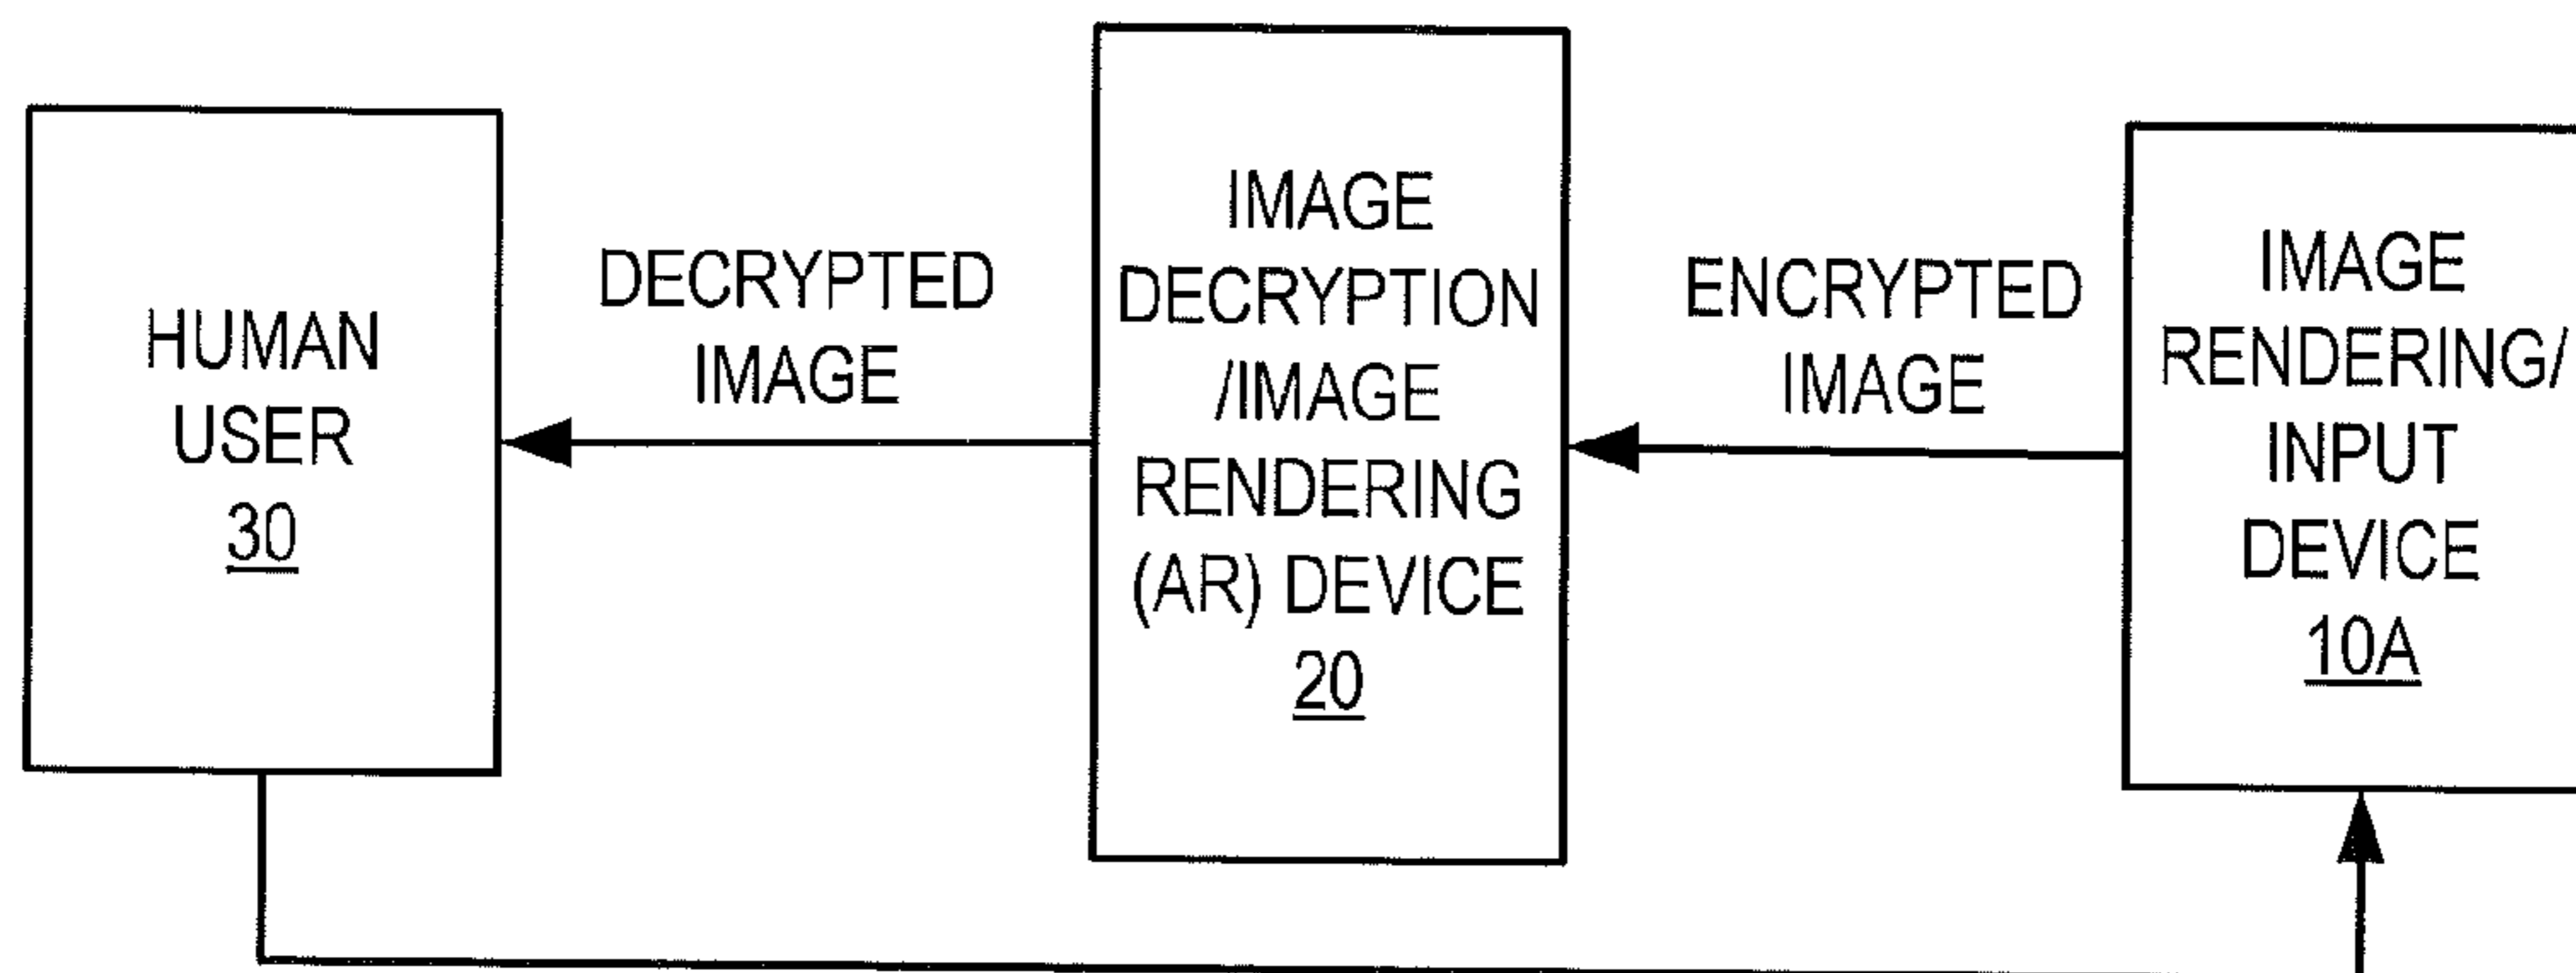 HUMAN
USER
30
DECRYPTED
IMAGE
IMAGE
DECRYPTION
/IMAGE
RENDERING
(AR) DEVICE
20
ENCRYPTED
IMAGE
IMAGE
RENDERING/
INPUT
DEVICE
10A